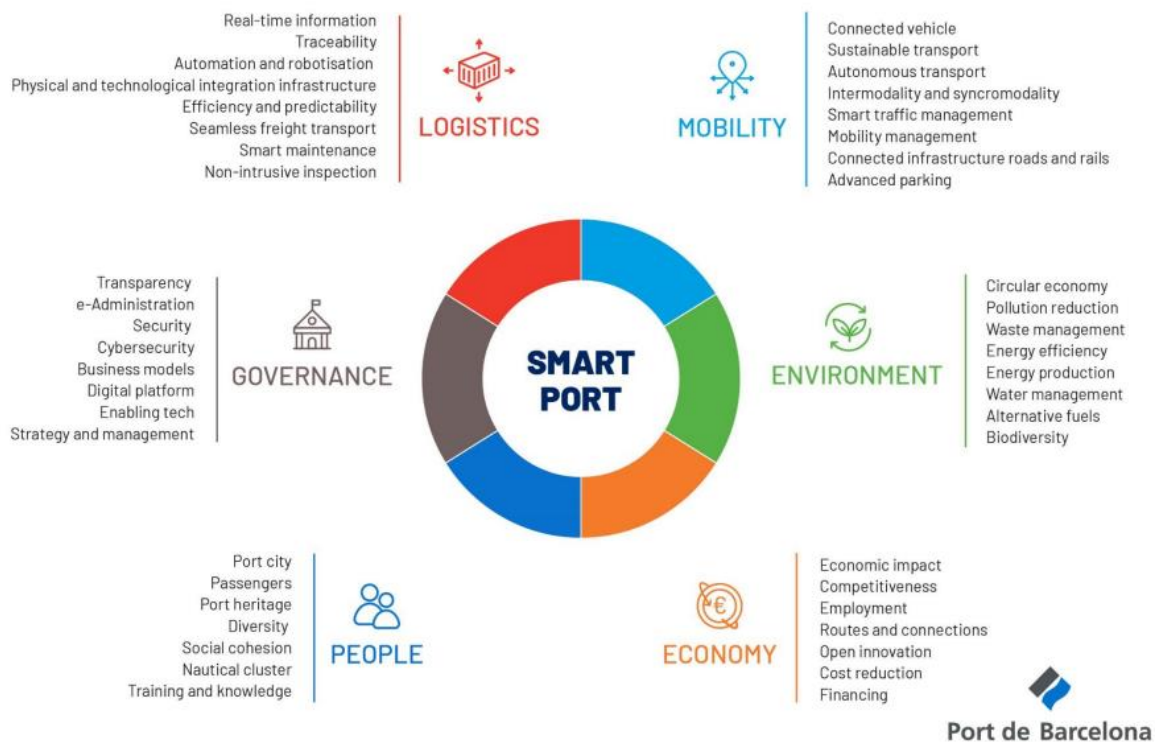 Real-time information
Traceability
Automation and robotisation
Physical and technological integration infrastructure
Efficiency and predictability
Seamless freight transport
Smart maintenance
Non-intrusive inspection
LOGISTICS
MOBILITY
Connected vehicle
Sustainable transport
Autonomous transport
Intermodality and syncromodality
Smart traffic management
Mobility management
Connected infrastructure roads and rails
Advanced parking
Transparency
e-Administration
Security
Cybersecurity
Business models
Digital platform
Enabling tech
Strategy and management
GOVERNANCE
SMART
PORT
ENVIRONMENT
Circular economy
Pollution reduction
Waste management
Energy efficiency
Energy production
Water management
Alternative fuels
Biodiversity
Port city
Passengers
Port heritage
Diversity
Social cohesion
Nautical cluster
Training and knowledge
PEOPLE
€
ECONOMY
Economic impact
Competitiveness
Employment
Routes and connections
Open innovation
Cost reduction
Financing
Port de Barcelona